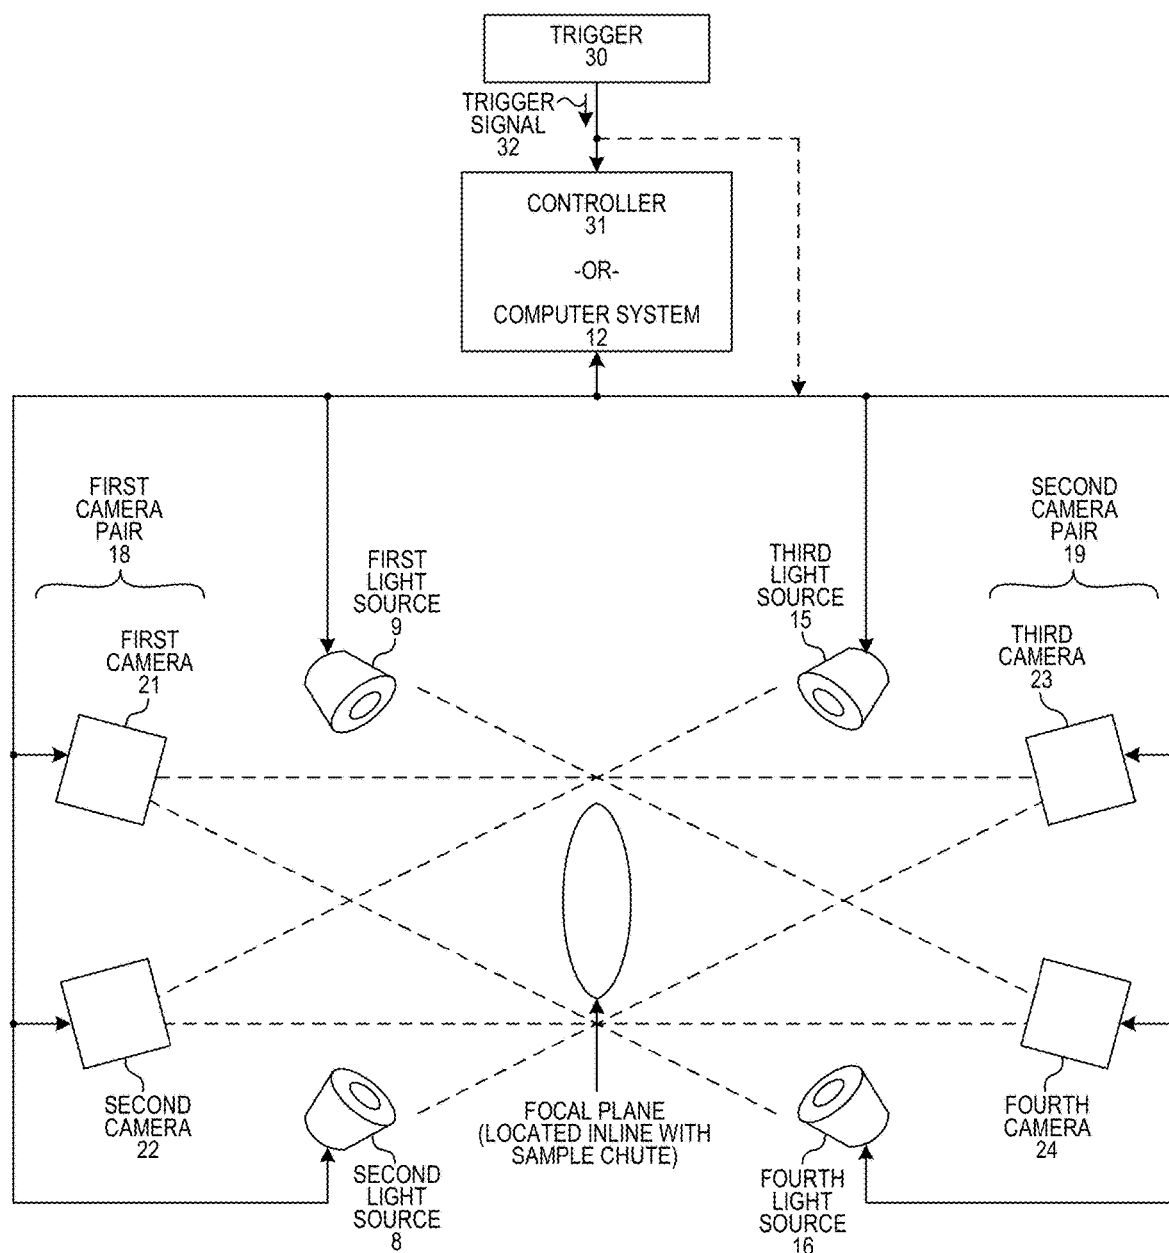 TRIGGER
30
TRIGGER
SIGNAL
32
CONTROLLER
31
-OR-
COMPUTER SYSTEM
12
FIRST
CAMERA
PAIR
18
SECOND
CAMERA
PAIR
19
FIRST
LIGHT
SOURCE
9
THIRD
LIGHT
SOURCE
15
FIRST
CAMERA
21
THIRD
CAMERA
23
SECOND
CAMERA
22
SECOND
LIGHT
SOURCE
8
FOCAL PLANE
(LOCATED INLINE WITH
SAMPLE CHUTE)
FOURTH
LIGHT
SOURCE
16
FOURTH
CAMERA
24